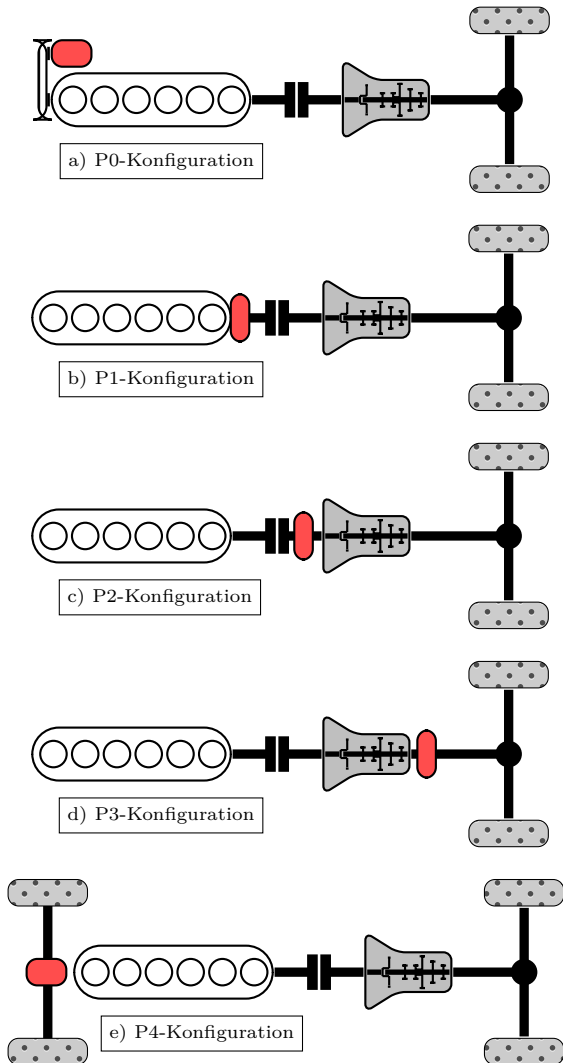 a) P0-Konfiguration
b) P1-Konfiguration
c) P2-Konfiguration
d) P3-Konfiguration
e) P4-Konfiguration